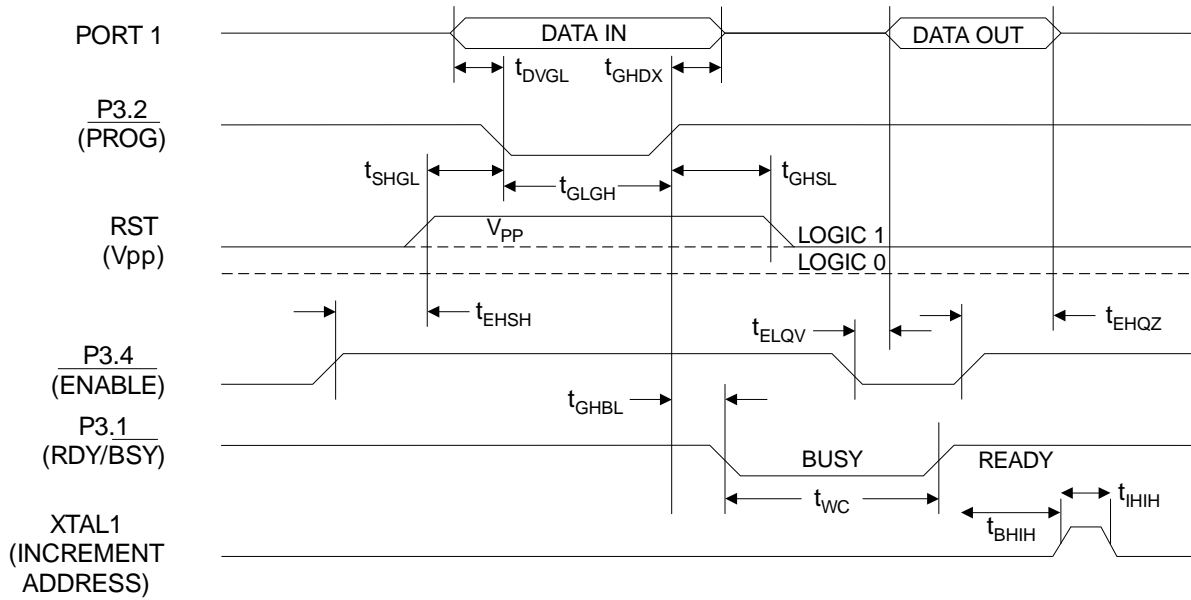 PORT 1
DATA IN
DATA OUT
tDVGL
tGHDX
P3.2
(PROG)
tSHGL
tGLGH
tGHSL
RST
(Vpp)
VPP
LOGIC 1
LOGIC 0
tEHSH
tELQV
tEHQZ
P3.4
(ENABLE)
tGHBL
P3.1
(RDY/BSY)
BUSY
READY
tWC
tIHIH
tBHIH
XTAL1
(INCREMENT
ADDRESS)